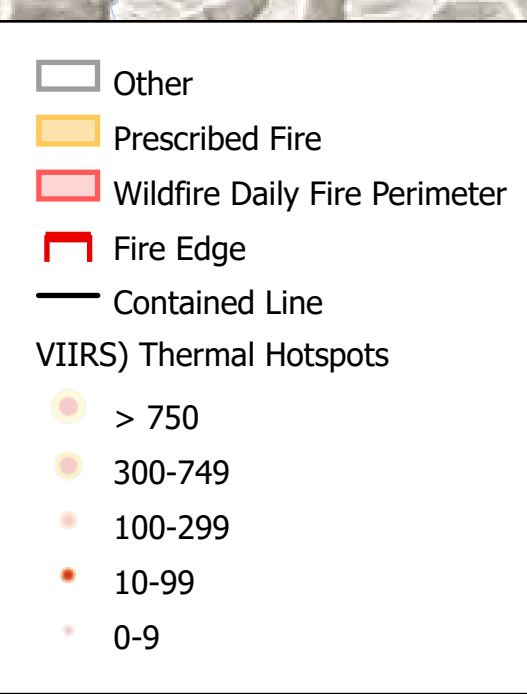 Other
Prescribed Fire
Wildfire Daily Fire Perimeter
Fire Edge
Contained Line
VIIRS) Thermal Hotspots
> 750
300-749
100-299
10-99
0-9